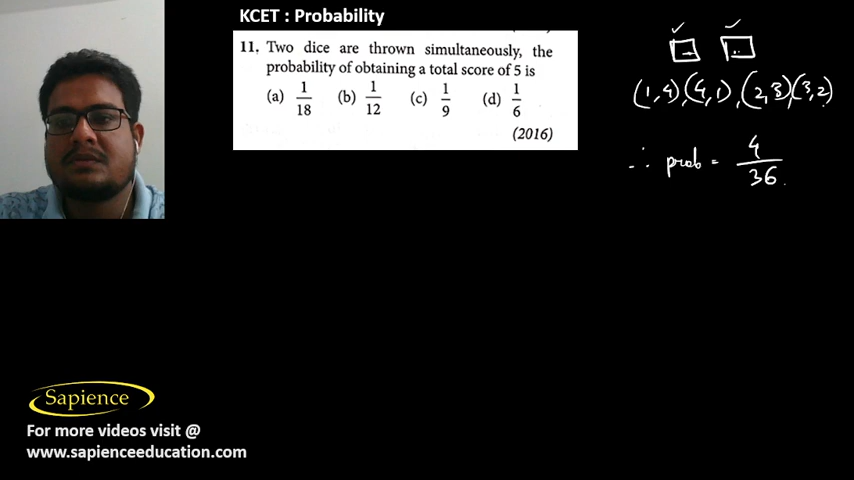 KCET : Probability
11. Two dice are thrown simultaneously, the
probability of obtaining a total score of 5 is
(a) 1/18 (b) 1/12 (c) 1/9 (d) 1/6
(2016)
(1,4)(4,1),(2,3)(3,2)
∴ prob = 4/36
Sapience
For more videos visit @
www.sapienceeducation.com